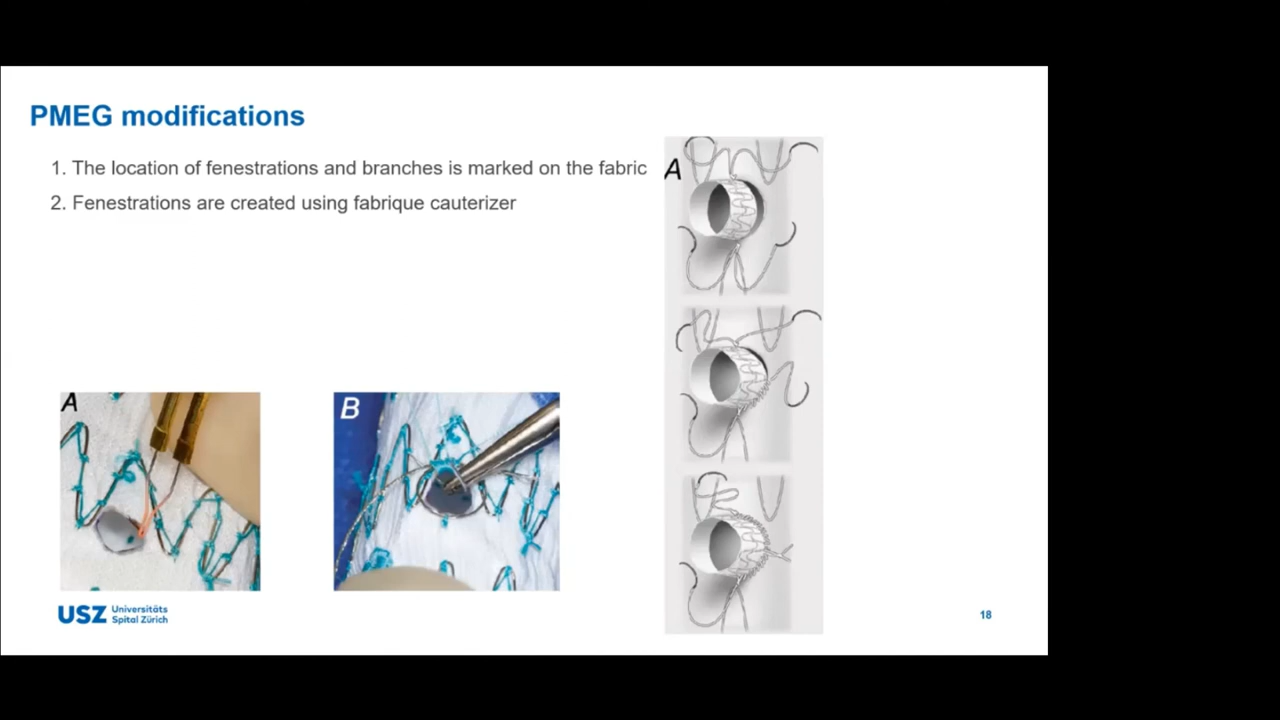 PMEG modifications
1. The location of fenestrations and branches is marked on the fabric
2. Fenestrations are created using fabrique cauterizer
A
A
B
USZ Universitäts
Spital Zürich
18